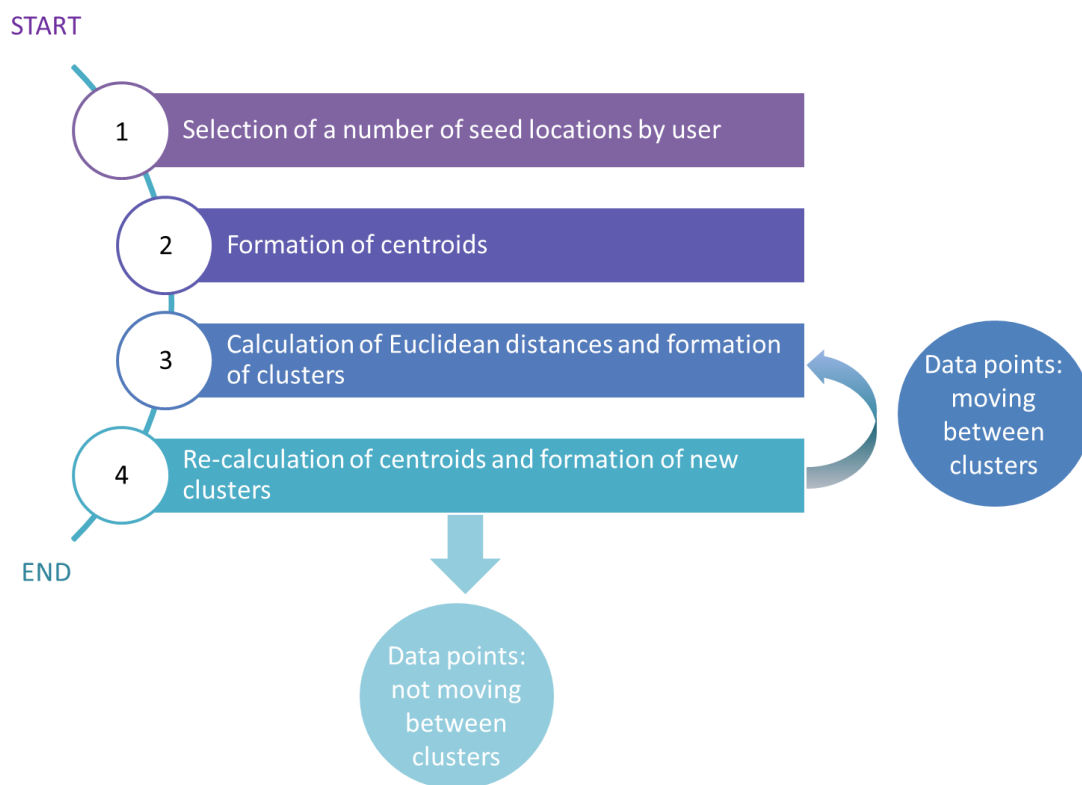 START
1
Selection of a number of seed locations by user
2
Formation of centroids
3
Calculation of Euclidean distances and formation
of clusters
Data points:
moving
between
clusters
4
Re-calculation of centroids and formation of new
clusters
END
Data points:
not moving
between
clusters